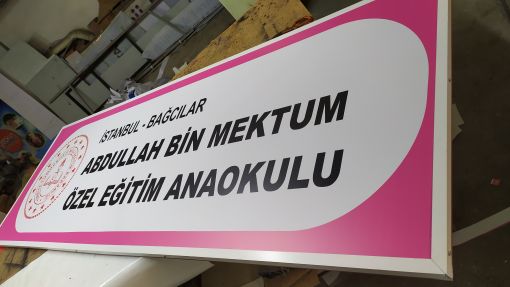 İSTANBUL - BAĞCILAR
ABDULLAH BİN MEKTUM
ÖZEL EĞİTİM ANAOKULU